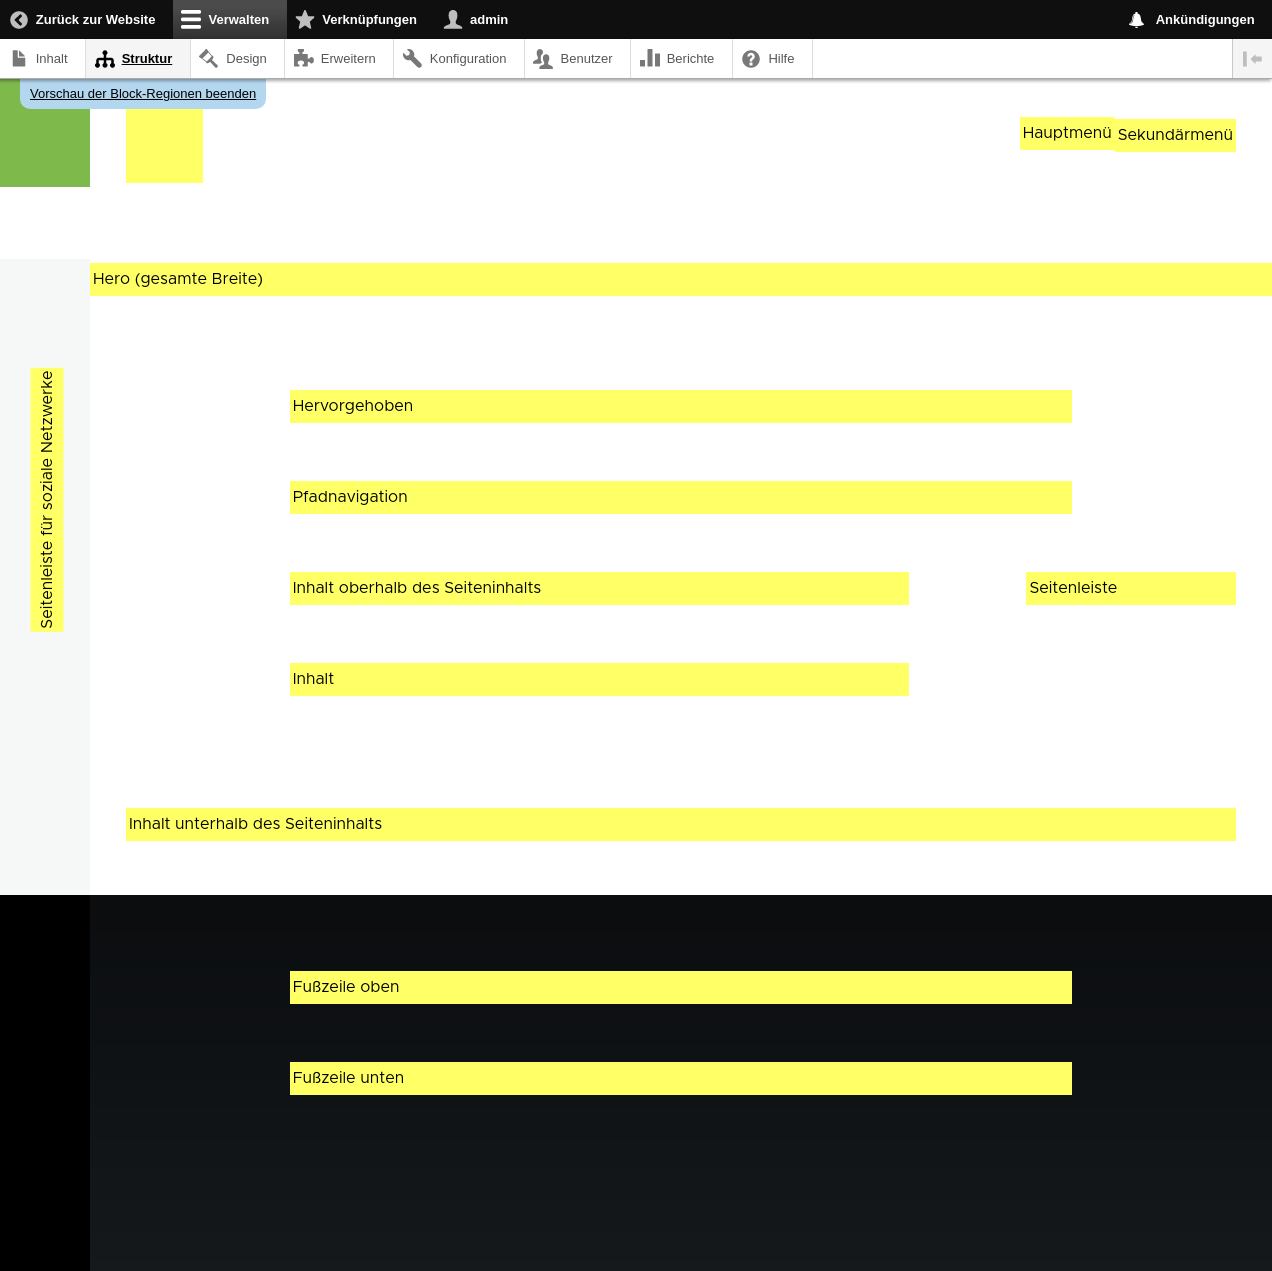 Zurück zur Website Verwalten Verknüpfungen admin Ankündigungen
Inhalt Struktur Design Erweitern Konfiguration Benutzer Berichte Hilfe
Vorschau der Block-Regionen beenden
Hauptmenü Sekundärmenü
Hero (gesamte Breite)
Seitenleiste für soziale Netzwerke
Hervorgehoben
Pfadnavigation
Inhalt oberhalb des Seiteninhalts Seitenleiste
Inhalt
Inhalt unterhalb des Seiteninhalts
Fußzeile oben
Fußzeile unten